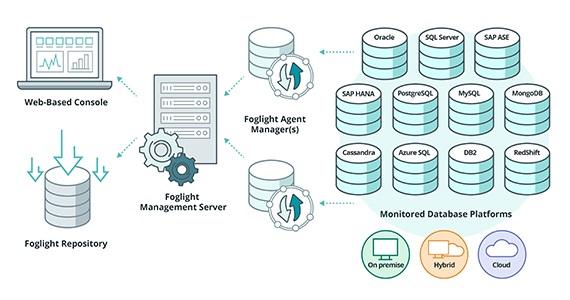 Oracle
SQL Server
SAP ASE
SAP HANA
PostgreSQL
MySQL
MongoDB
Cassandra
Azure SQL
DB2
RedShift
Web-Based Console
Foglight Agent
Manager(s)
Foglight
Management Server
Foglight Repository
Monitored Database Platforms
On premise
Hybrid
Cloud